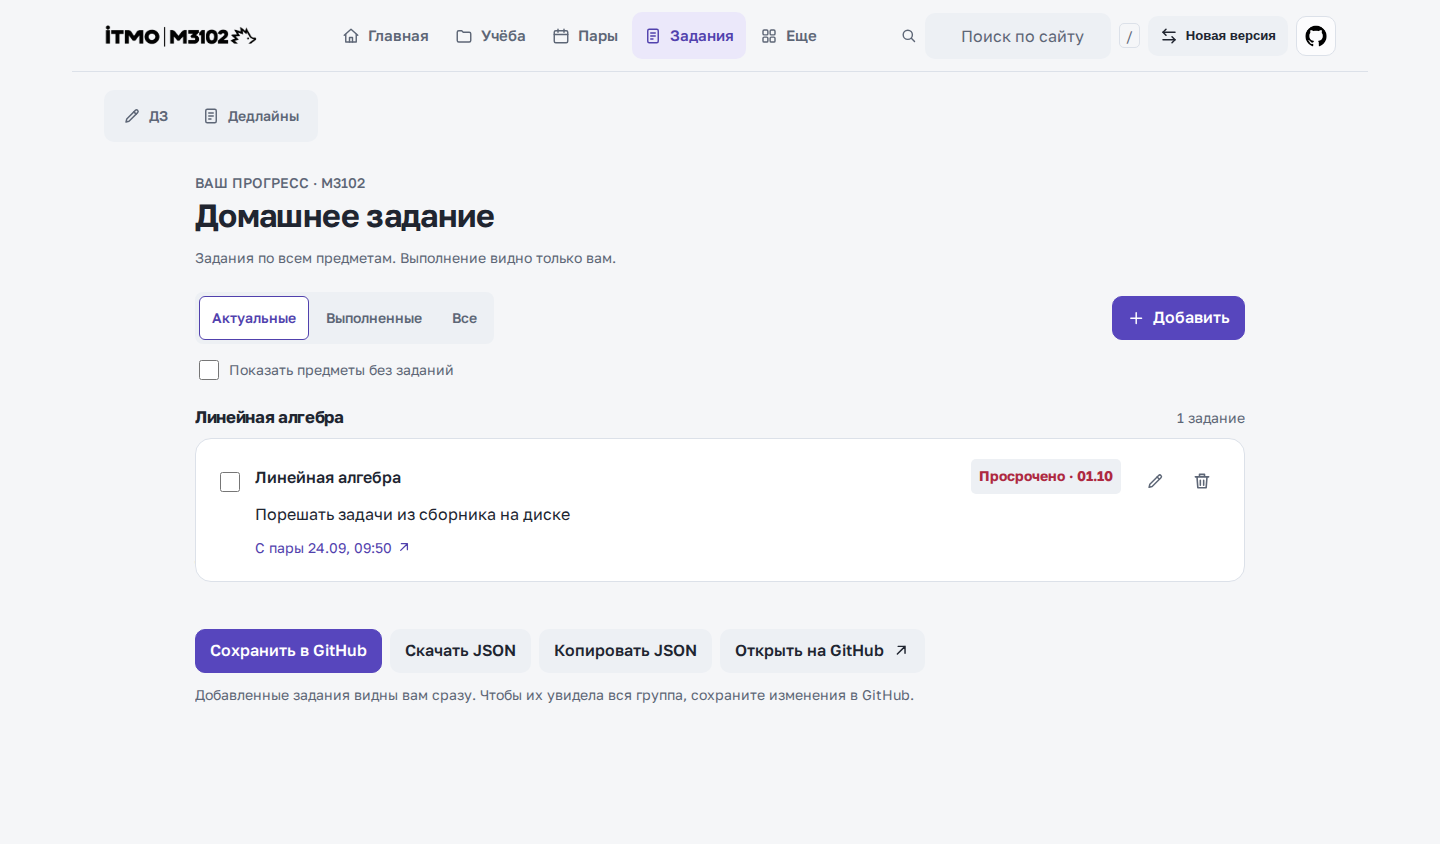 iTMO | M3102
Главная
Учёба
Пары
Задания
Еще
Поиск по сайту
/
Новая версия
ДЗ
Дедлайны
ВАШ ПРОГРЕСС · M3102
Домашнее задание
Задания по всем предметам. Выполнение видно только вам.
Актуальные
Выполненные
Все
Добавить
Показать предметы без заданий
Линейная алгебра
1 задание
Линейная алгебра
Просрочено · 01.10
Порешать задачи из сборника на диске
С пары 24.09, 09:50
Сохранить в GitHub
Скачать JSON
Копировать JSON
Открыть на GitHub
Добавленные задания видны вам сразу. Чтобы их увидела вся группа, сохраните изменения в GitHub.